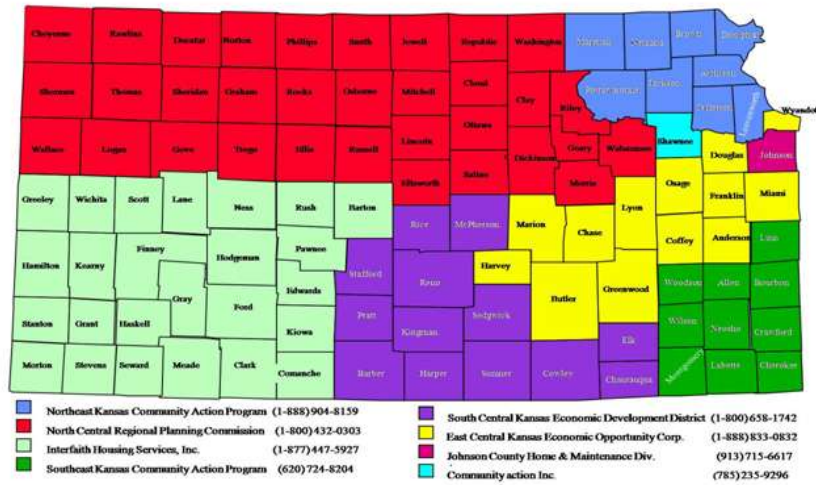 Cheyenne Rawlins Decatur Norton Phillips Smith Jewell Republic Washington Marshall Nemaha Brown Doniphan
Sherman Thomas Sheridan Graham Rooks Osborne Mitchell Cloud Clay Riley Pottawatomie Jackson Atchison
Jefferson Leavenworth Wyandot
Wallace Logan Gove Trego Ellis Russell Lincoln Ottawa Dickinson Geary Wabaunsee Shawnee Douglas Johnson
Ellsworth Saline Morris
Greeley Wichita Scott Lane Ness Rush Barton Rice McPherson Marion Chase Lyon Osage Franklin Miami
Hamilton Kearny Finney Hodgeman Pawnee Stafford Reno Harvey Coffey Anderson Linn
Gray Edwards Butler Greenwood Woodson Allen Bourbon
Stanton Grant Haskell Ford Kiowa Pratt Kingman Sedgwick Elk Wilson Neosho Crawford
Morton Stevens Seward Meade Clark Comanche Barber Harper Sumner Cowley Chautauqua Montgomery Labette Cherokee
Northeast Kansas Community Action Program (1-888) 904-8159
North Central Regional Planning Commission (1-800) 432-0303
Interfaith Housing Services, Inc. (1-877) 447-5927
Southeast Kansas Community Action Program (620) 724-8204
South Central Kansas Economic Development District (1-800) 658-1742
East Central Kansas Economic Opportunity Corp. (1-888) 833-0832
Johnson County Home & Maintenance Div. (913) 715-6617
Community action Inc. (785) 235-9296